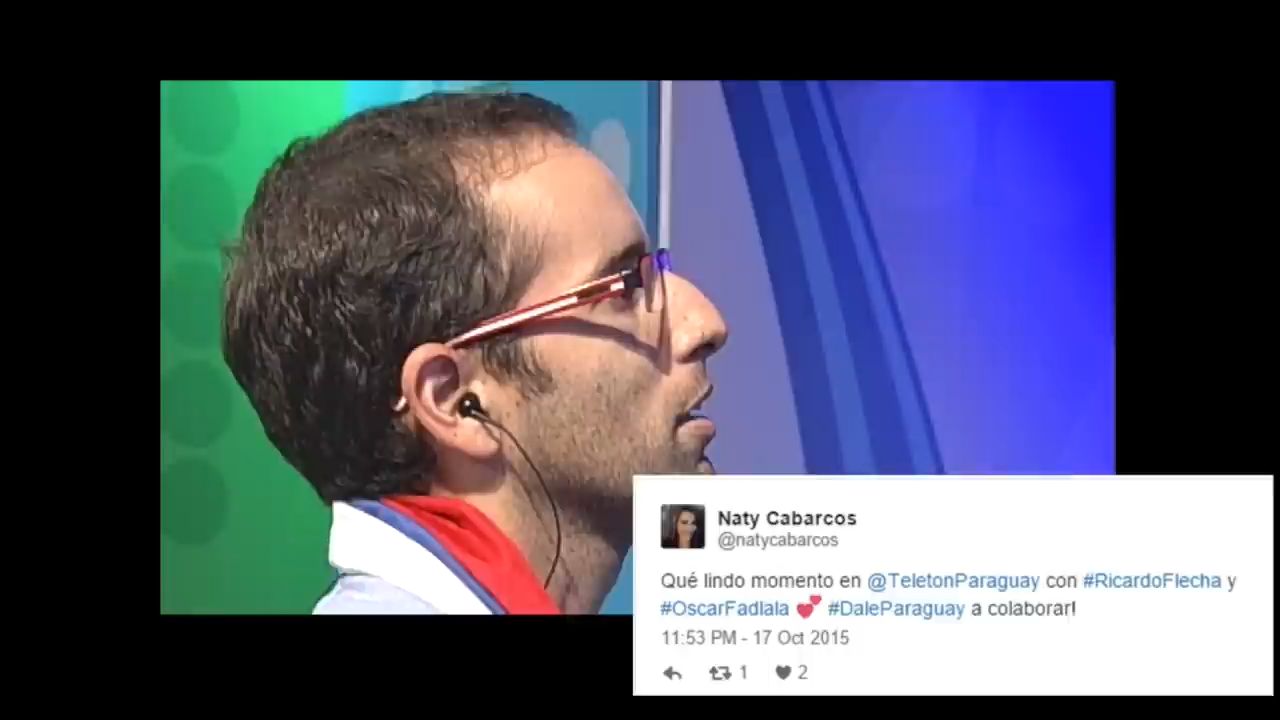 Naty Cabarcos
@natycabarcos
Qué lindo momento en @TeletonParaguay con #RicardoFlecha y
#OscarFadlala 💕 #DaleParaguay a colaborar!
11:53 PM - 17 Oct 2015
1 2